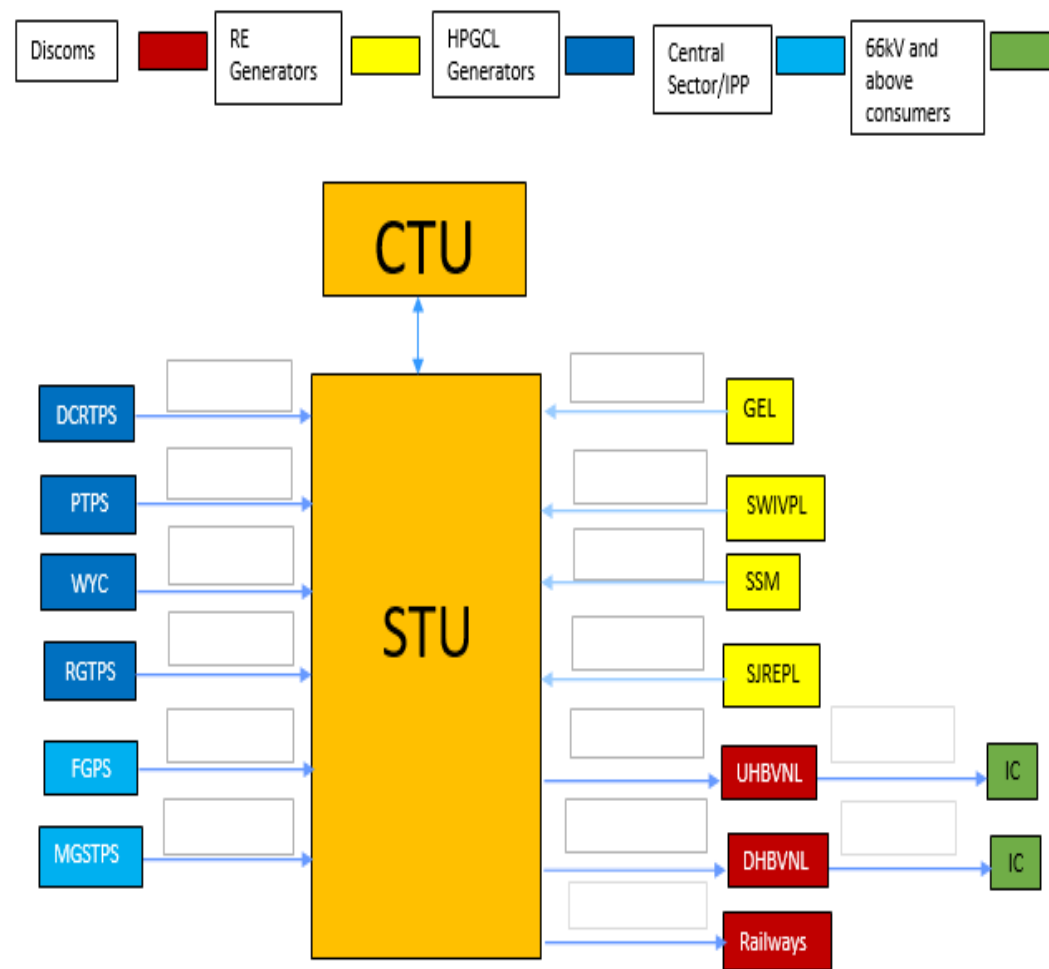 Discoms
RE
Generators
HPGCL
Generators
Central
Sector/IPP
66kV and
above
consumers
CTU
STU
DCRTPS
PTPS
WYC
RGTPS
FGPS
MGSTPS
GEL
SWIVPL
SSM
SJREPL
UHBVNL
IC
DHBVNL
IC
Railways